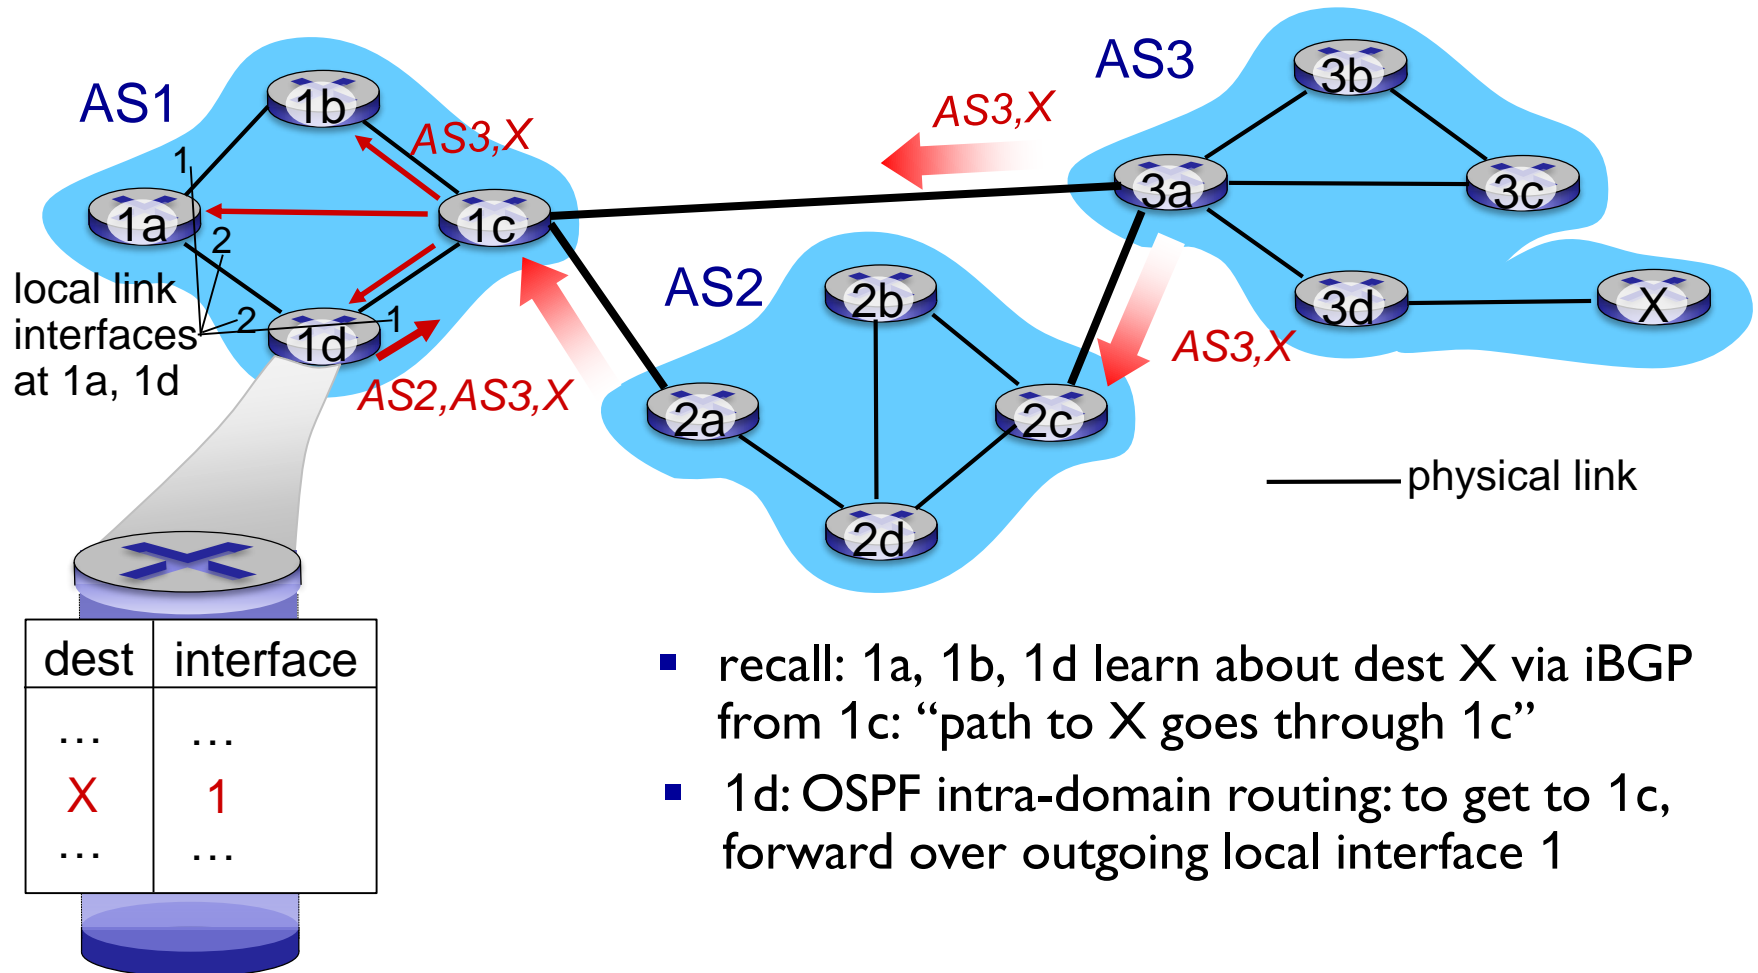 AS1
1b
AS3,X
1
1a
1c
2
local link
interfaces
at 1a, 1d
2
1
1d
AS2,AS3,X
AS3,X
AS3
3b
3a
3c
3d
X
AS2
2b
AS3,X
2a
2c
2d
physical link
dest interface
… …
X 1
… …
recall: 1a, 1b, 1d learn about dest X via iBGP
from 1c: “path to X goes through 1c”
1d: OSPF intra-domain routing: to get to 1c,
forward over outgoing local interface 1